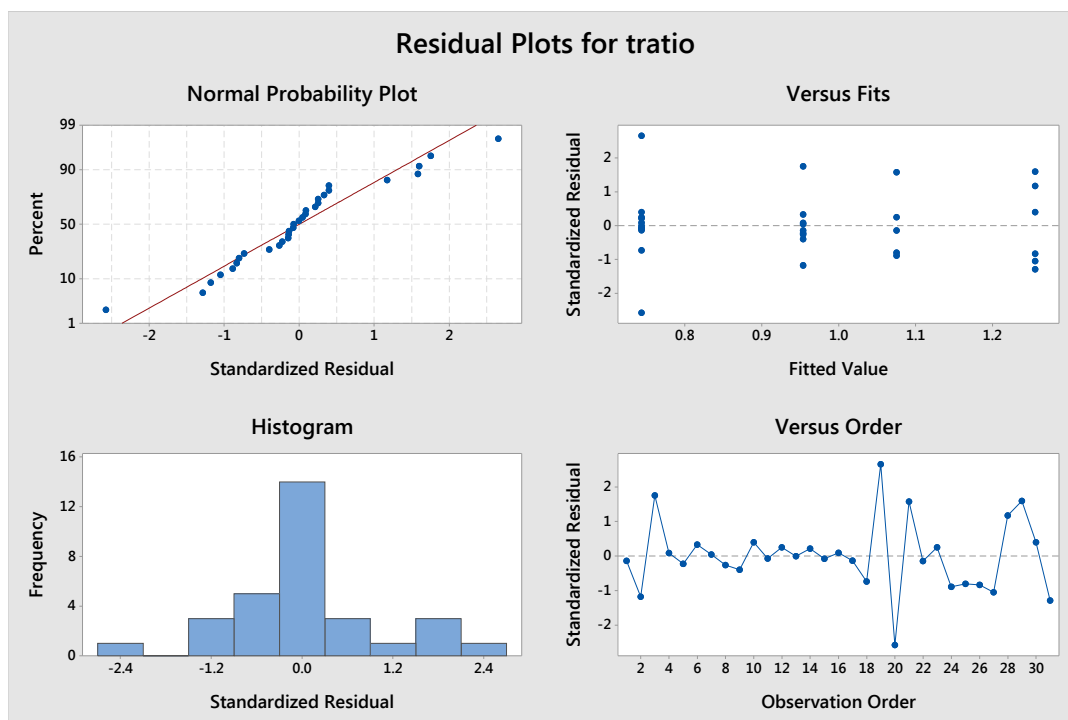 Residual Plots for tratio
Normal Probability Plot
99
90
50
10
1
Percent
-2 -1 0 1 2
Standardized Residual
Versus Fits
2
1
0
-1
-2
Standardized Residual
0.8 0.9 1.0 1.1 1.2
Fitted Value
Histogram
16
12
8
4
0
Frequency
-2.4 -1.2 0.0 1.2 2.4
Standardized Residual
Versus Order
2
1
0
-1
-2
Standardized Residual
2 4 6 8 10 12 14 16 18 20 22 24 26 28 30
Observation Order